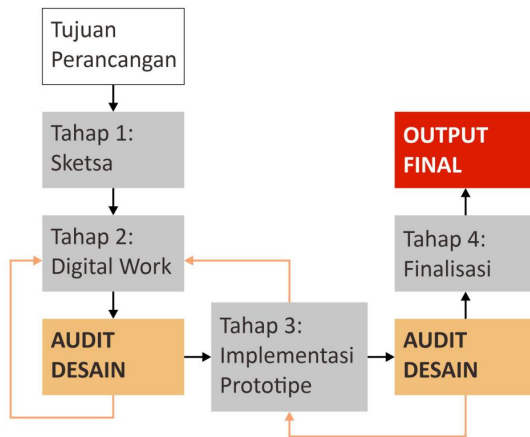 Tujuan
Perancangan
Tahap 1:
Sketsa
Tahap 2:
Digital Work
AUDIT
DESAIN
Tahap 3:
Implementasi
Prototipe
AUDIT
DESAIN
Tahap 4:
Finalisasi
OUTPUT
FINAL